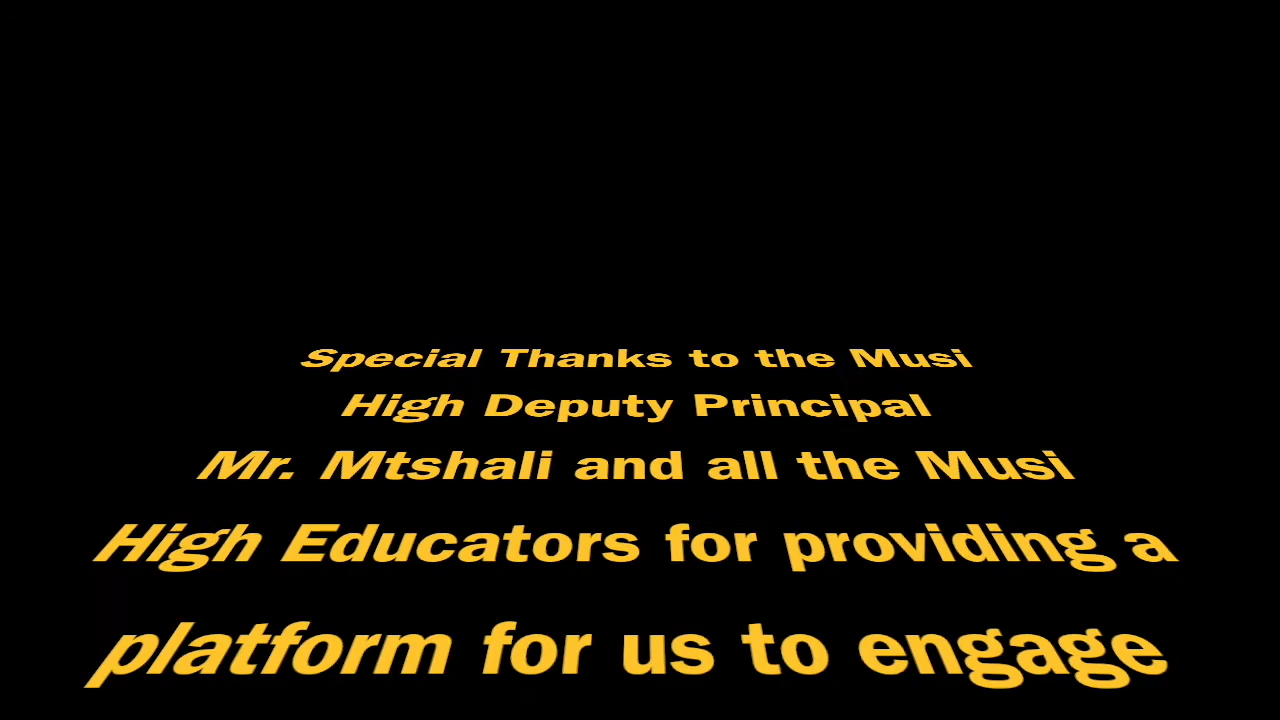 Special Thanks to the Musi
High Deputy Principal
Mr. Mtshali and all the Musi
High Educators for providing a
platform for us to engage